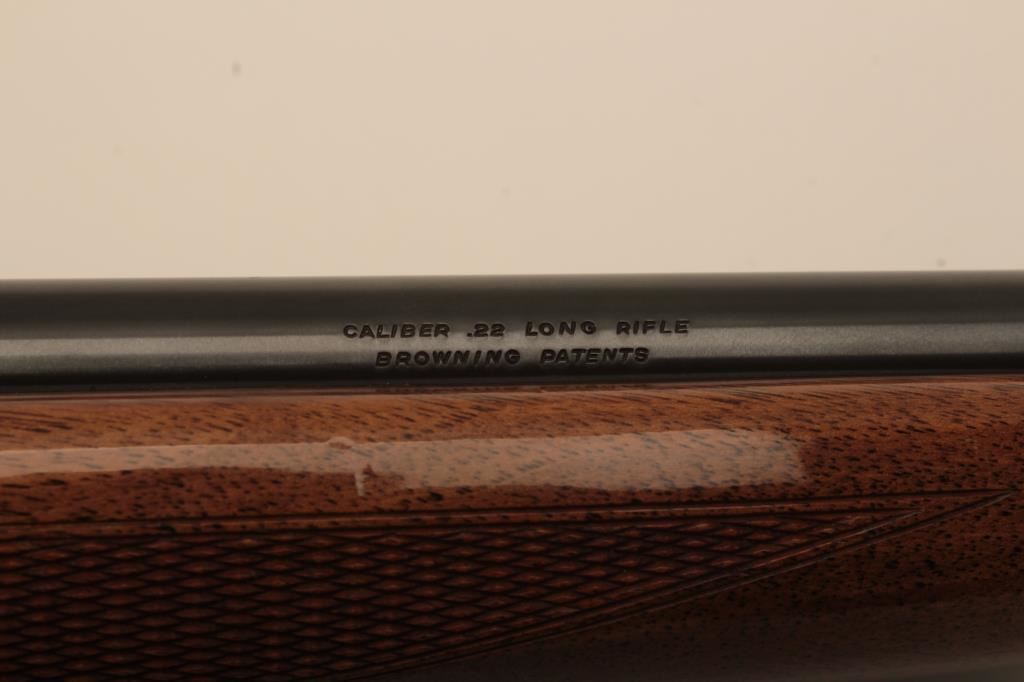 CALIBER .22 LONG RIFLE
BROWNING PATENTS